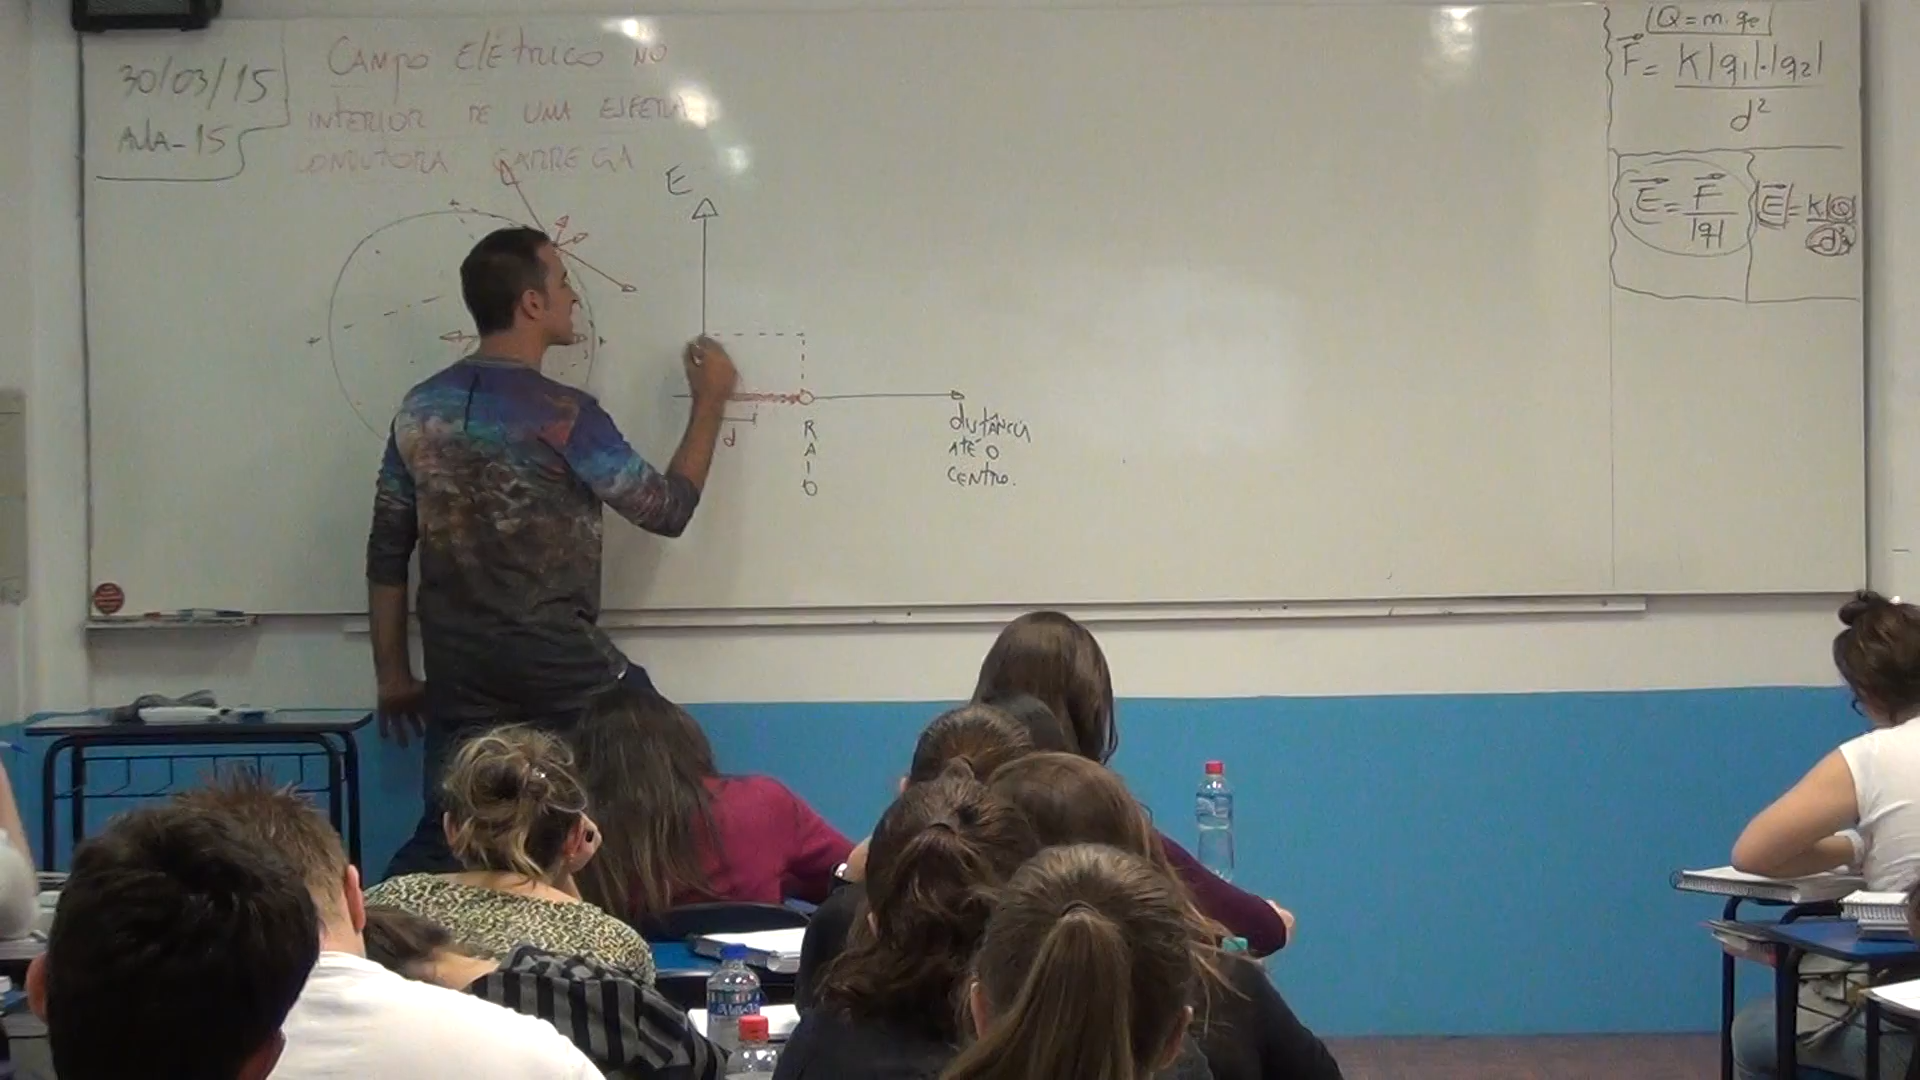 30/03/15
AULA-15
CAMPO ELÉTRICO NO
INTERIOR DE UMA ESFERA
CONDUTORA CARREGA
E
d
RAIO
distância
ATÉ O
CENTRO.
Q = m. qe
F = K|q1|.|q2|
d²
E = F
|q|
|E| = K|Q|
d²